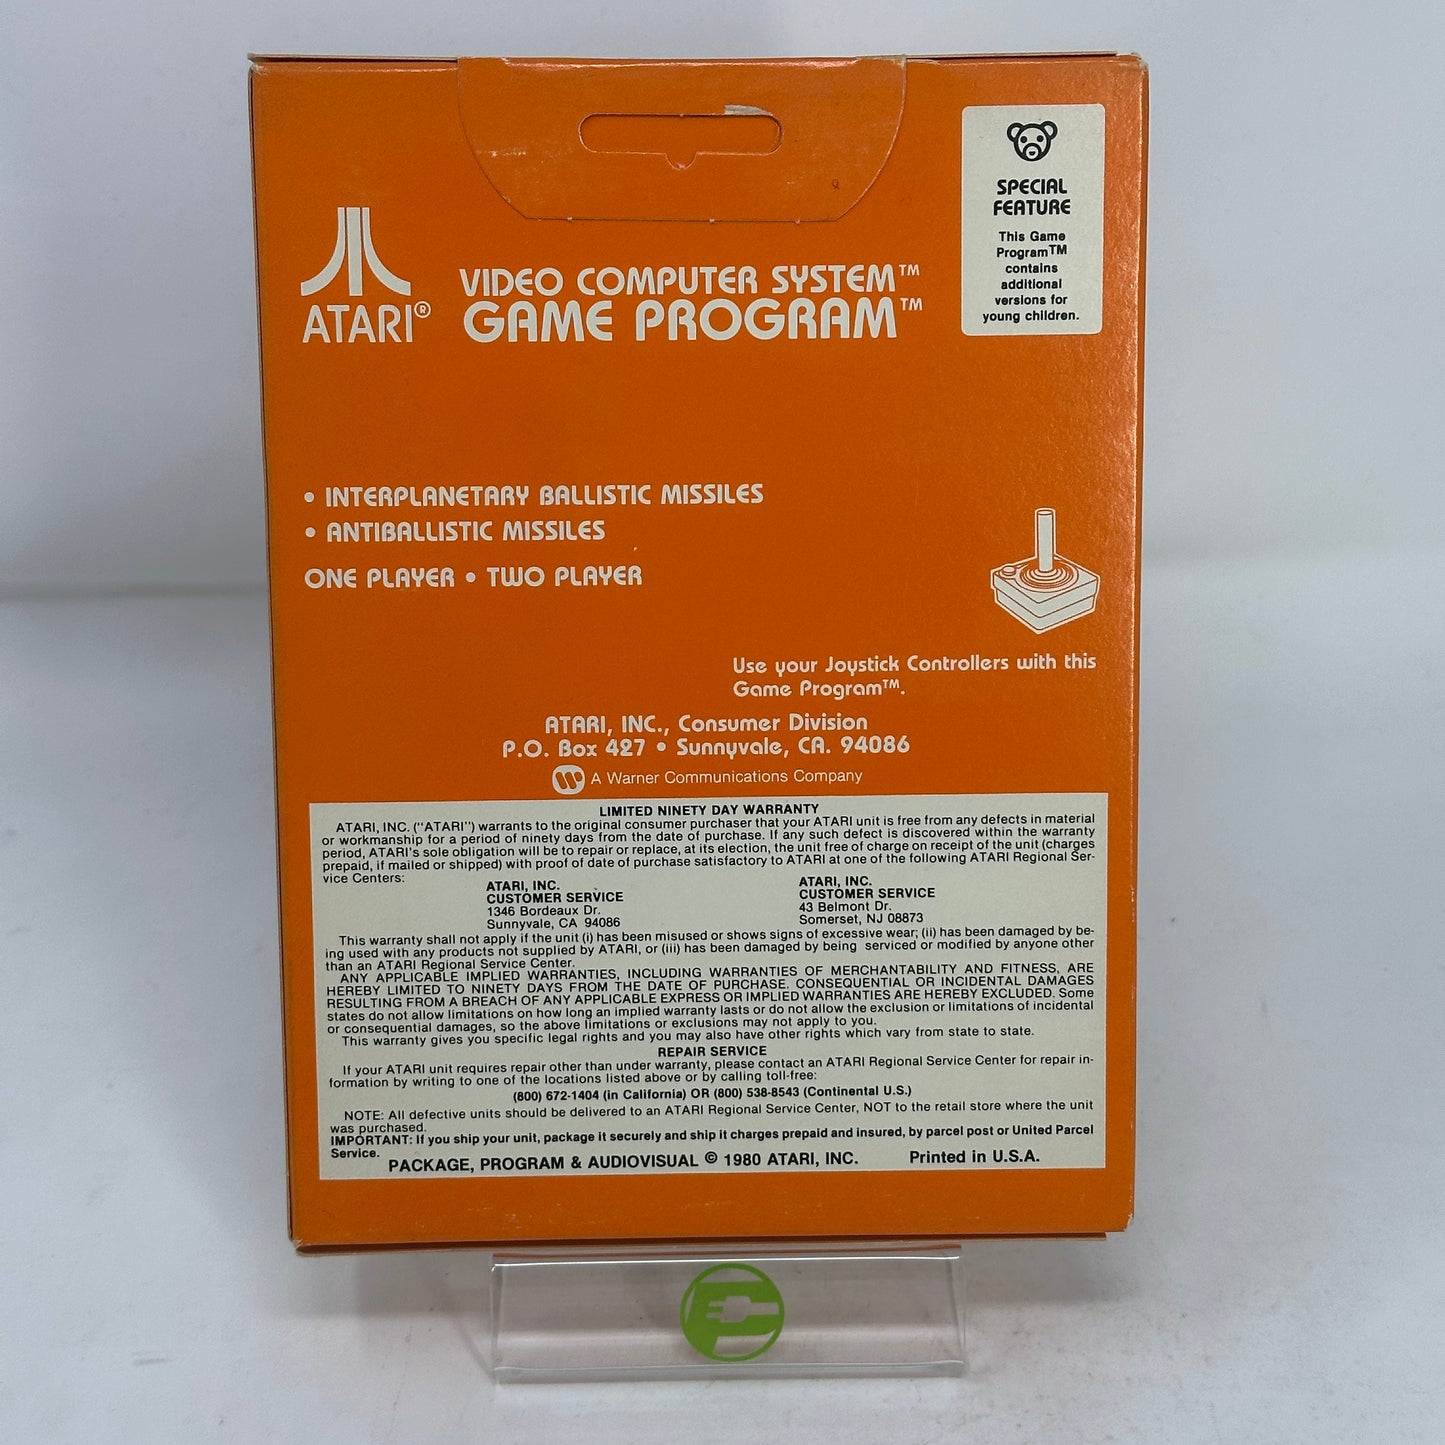 SPECIAL
FEATURE
This Game
Program™
contains
additional
versions for
young children.
ATARI®
VIDEO COMPUTER SYSTEM™
GAME PROGRAM™
• INTERPLANETARY BALLISTIC MISSILES
• ANTIBALLISTIC MISSILES
ONE PLAYER • TWO PLAYER
Use your Joystick Controllers with this
Game Program™.
ATARI, INC., Consumer Division
P.O. Box 427 • Sunnyvale, CA. 94086
A Warner Communications Company
LIMITED NINETY DAY WARRANTY
ATARI, INC. ("ATARI") warrants to the original consumer purchaser that your ATARI unit is free from any defects in material
or workmanship for a period of ninety days from the date of purchase. If any such defect is discovered within the warranty
period, ATARI's sole obligation will be to repair or replace, at its election, the unit free of charge on receipt of the unit (charges
prepaid, if mailed or shipped) with proof of date of purchase satisfactory to ATARI at one of the following ATARI Regional Ser-
vice Centers:
ATARI, INC.
CUSTOMER SERVICE
1346 Bordeaux Dr.
Sunnyvale, CA 94086
ATARI, INC.
CUSTOMER SERVICE
43 Belmont Dr.
Somerset, NJ 08873
This warranty shall not apply if the unit (i) has been misused or shows signs of excessive wear; (ii) has been damaged by be-
ing used with any products not supplied by ATARI, or (iii) has been damaged by being serviced or modified by anyone other
than an ATARI Regional Service Center.
ANY APPLICABLE IMPLIED WARRANTIES, INCLUDING WARRANTIES OF MERCHANTABILITY AND FITNESS, ARE
HEREBY LIMITED TO NINETY DAYS FROM THE DATE OF PURCHASE. CONSEQUENTIAL OR INCIDENTAL DAMAGES
RESULTING FROM A BREACH OF ANY APPLICABLE EXPRESS OR IMPLIED WARRANTIES ARE HEREBY EXCLUDED. Some
states do not allow limitations on how long an implied warranty lasts or do not allow the exclusion or limitations of incidental
or consequential damages, so the above limitations or exclusions may not apply to you.
This warranty gives you specific legal rights and you may also have other rights which vary from state to state.
REPAIR SERVICE
If your ATARI unit requires repair other than under warranty, please contact an ATARI Regional Service Center for repair in-
formation by writing to one of the locations listed above or by calling toll-free:
(800) 672-1404 (in California) OR (800) 538-8543 (Continental U.S.)
NOTE: All defective units should be delivered to an ATARI Regional Service Center, NOT to the retail store where the unit
was purchased.
IMPORTANT: If you ship your unit, package it securely and ship it charges prepaid and insured, by parcel post or United Parcel
Service.
PACKAGE, PROGRAM & AUDIOVISUAL © 1980 ATARI, INC. Printed in U.S.A.